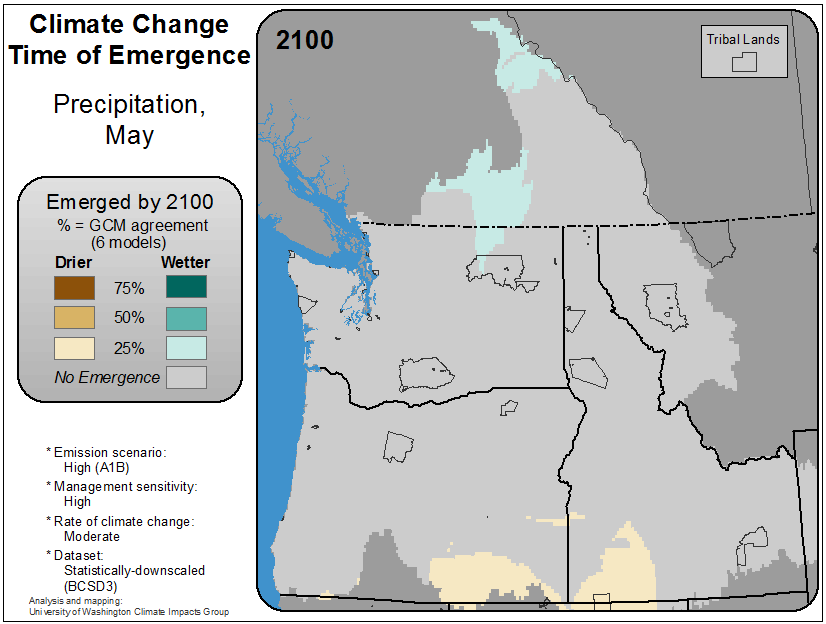 Climate Change
Time of Emergence
Precipitation,
May
Emerged by 2100
% = GCM agreement
(6 models)
Drier Wetter
75%
50%
25%
No Emergence
* Emission scenario:
High (A1B)
* Management sensitivity:
High
* Rate of climate change:
Moderate
* Dataset:
Statistically-downscaled
(BCSD3)
Analysis and mapping:
University of Washington Climate Impacts Group
2100
Tribal Lands